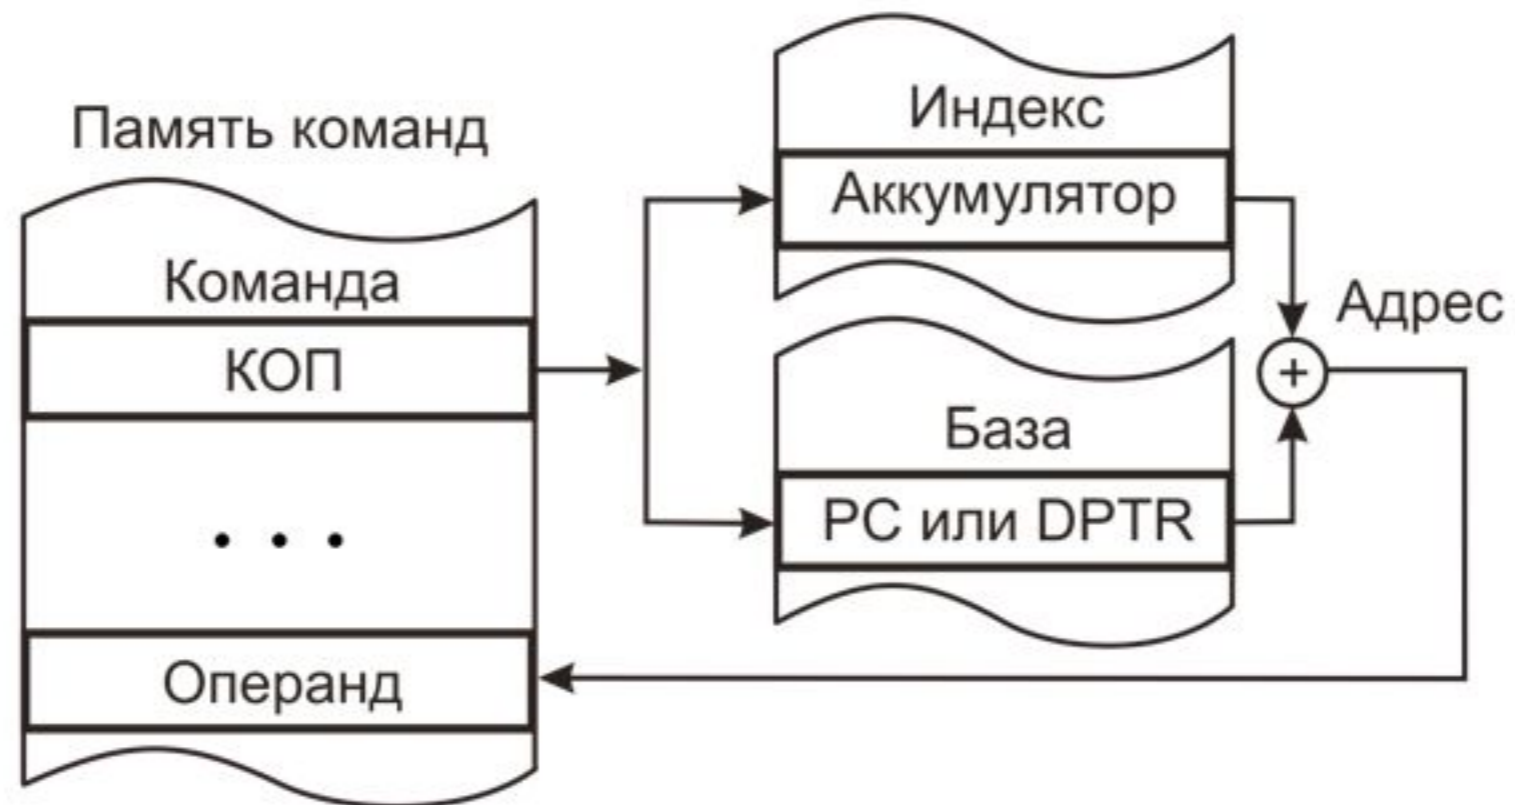 Память команд
Команда
КОП
. . .
Операнд
Индекс
Аккумулятор
База
PC или DPTR
Адрес
+